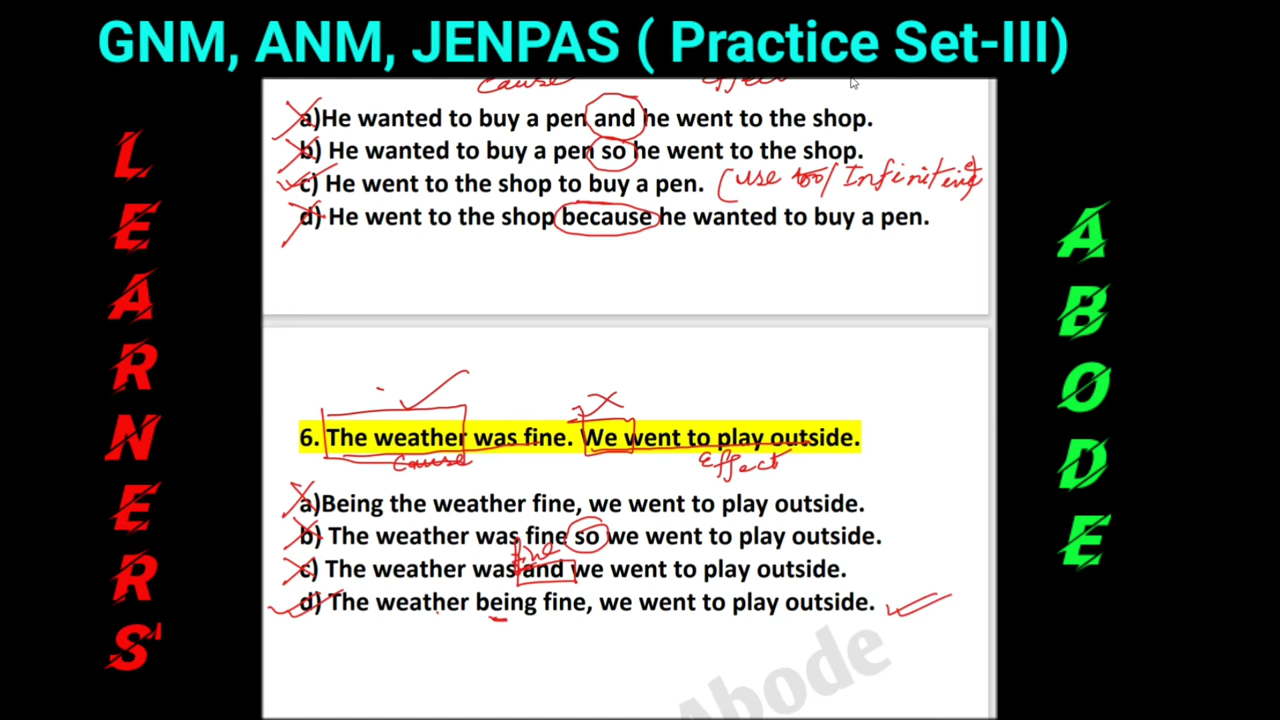 GNM, ANM, JENPAS ( Practice Set-III)
LEARNERS'
ABODE
Cause Effect
a)He wanted to buy a pen and he went to the shop.
b) He wanted to buy a pen so he went to the shop.
c) He went to the shop to buy a pen. (use to/ Infinitive)
d) He went to the shop because he wanted to buy a pen.
6. The weather was fine. We went to play outside.
Cause Effect
a)Being the weather fine, we went to play outside.
b) The weather was fine so we went to play outside.
fine
c) The weather was and we went to play outside.
d) The weather being fine, we went to play outside.
Abode